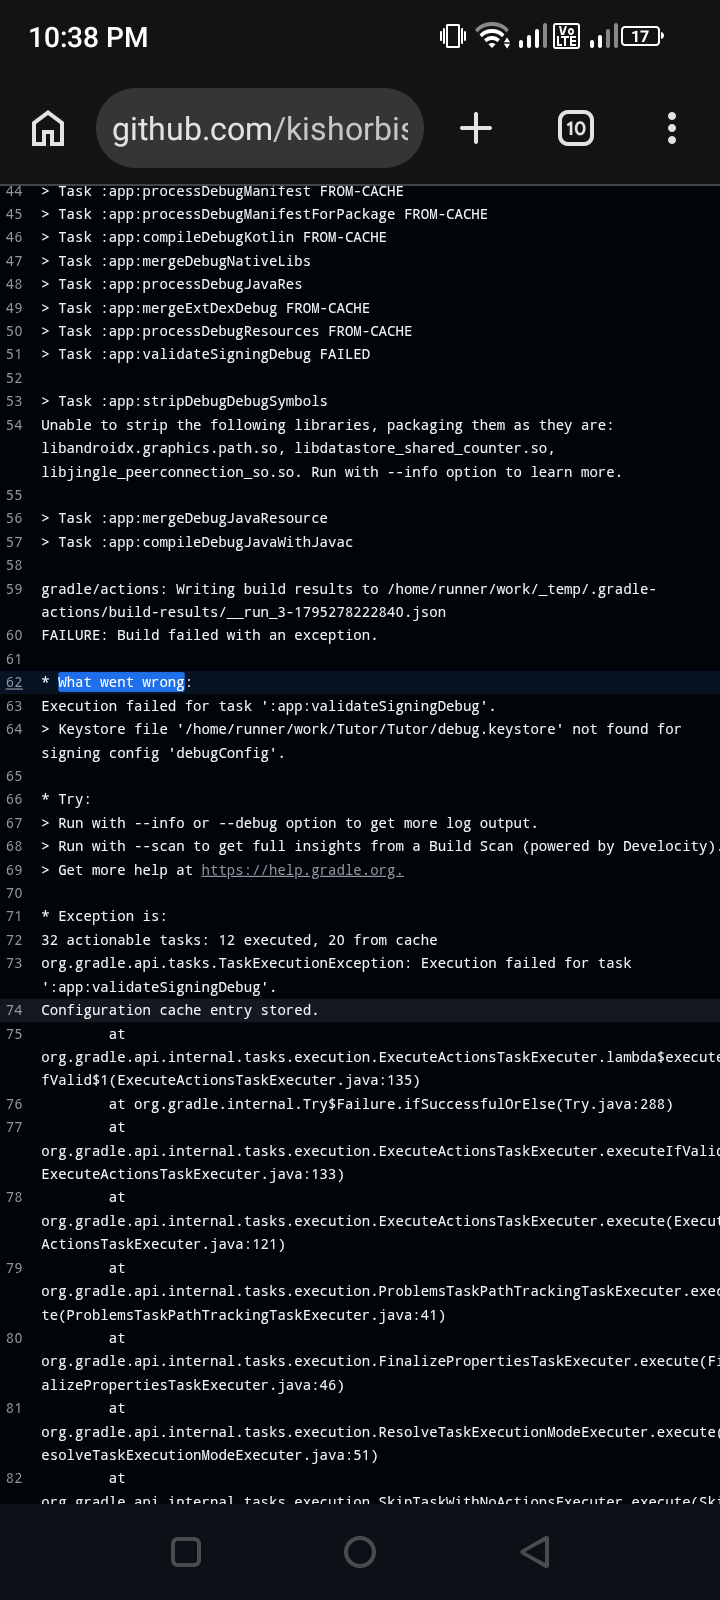 10:38 PM
Vo LTE
17
github.com/kishorbis
10
44 > Task :app:processDebugManifest FROM-CACHE
45 > Task :app:processDebugManifestForPackage FROM-CACHE
46 > Task :app:compileDebugKotlin FROM-CACHE
47 > Task :app:mergeDebugNativeLibs
48 > Task :app:processDebugJavaRes
49 > Task :app:mergeExtDexDebug FROM-CACHE
50 > Task :app:processDebugResources FROM-CACHE
51 > Task :app:validateSigningDebug FAILED
52
53 > Task :app:stripDebugDebugSymbols
54 Unable to strip the following libraries, packaging them as they are:
libandroidx.graphics.path.so, libdatastore_shared_counter.so,
libjingle_peerconnection_so.so. Run with --info option to learn more.
55
56 > Task :app:mergeDebugJavaResource
57 > Task :app:compileDebugJavaWithJavac
58
59 gradle/actions: Writing build results to /home/runner/work/_temp/.gradle-
actions/build-results/__run_3-1795278222840.json
60 FAILURE: Build failed with an exception.
61
62 * What went wrong:
63 Execution failed for task ':app:validateSigningDebug'.
64 > Keystore file '/home/runner/work/Tutor/Tutor/debug.keystore' not found for
signing config 'debugConfig'.
65
66 * Try:
67 > Run with --info or --debug option to get more log output.
68 > Run with --scan to get full insights from a Build Scan (powered by Develocity).
69 > Get more help at https://help.gradle.org.
70
71 * Exception is:
72 32 actionable tasks: 12 executed, 20 from cache
73 org.gradle.api.tasks.TaskExecutionException: Execution failed for task
':app:validateSigningDebug'.
74 Configuration cache entry stored.
75 at
org.gradle.api.internal.tasks.execution.ExecuteActionsTaskExecuter.lambda$execute
fValid$1(ExecuteActionsTaskExecuter.java:135)
76 at org.gradle.internal.Try$Failure.ifSuccessfulOrElse(Try.java:288)
77 at
org.gradle.api.internal.tasks.execution.ExecuteActionsTaskExecuter.executeIfValid
ExecuteActionsTaskExecuter.java:133)
78 at
org.gradle.api.internal.tasks.execution.ExecuteActionsTaskExecuter.execute(Execut
ActionsTaskExecuter.java:121)
79 at
org.gradle.api.internal.tasks.execution.ProblemsTaskPathTrackingTaskExecuter.exec
te(ProblemsTaskPathTrackingTaskExecuter.java:41)
80 at
org.gradle.api.internal.tasks.execution.FinalizePropertiesTaskExecuter.execute(Fi
alizePropertiesTaskExecuter.java:46)
81 at
org.gradle.api.internal.tasks.execution.ResolveTaskExecutionModeExecuter.execute(
esolveTaskExecutionModeExecuter.java:51)
82 at
org.gradle.api.internal.tasks.execution.SkipTaskWithNoActionsExecuter.execute(Ski